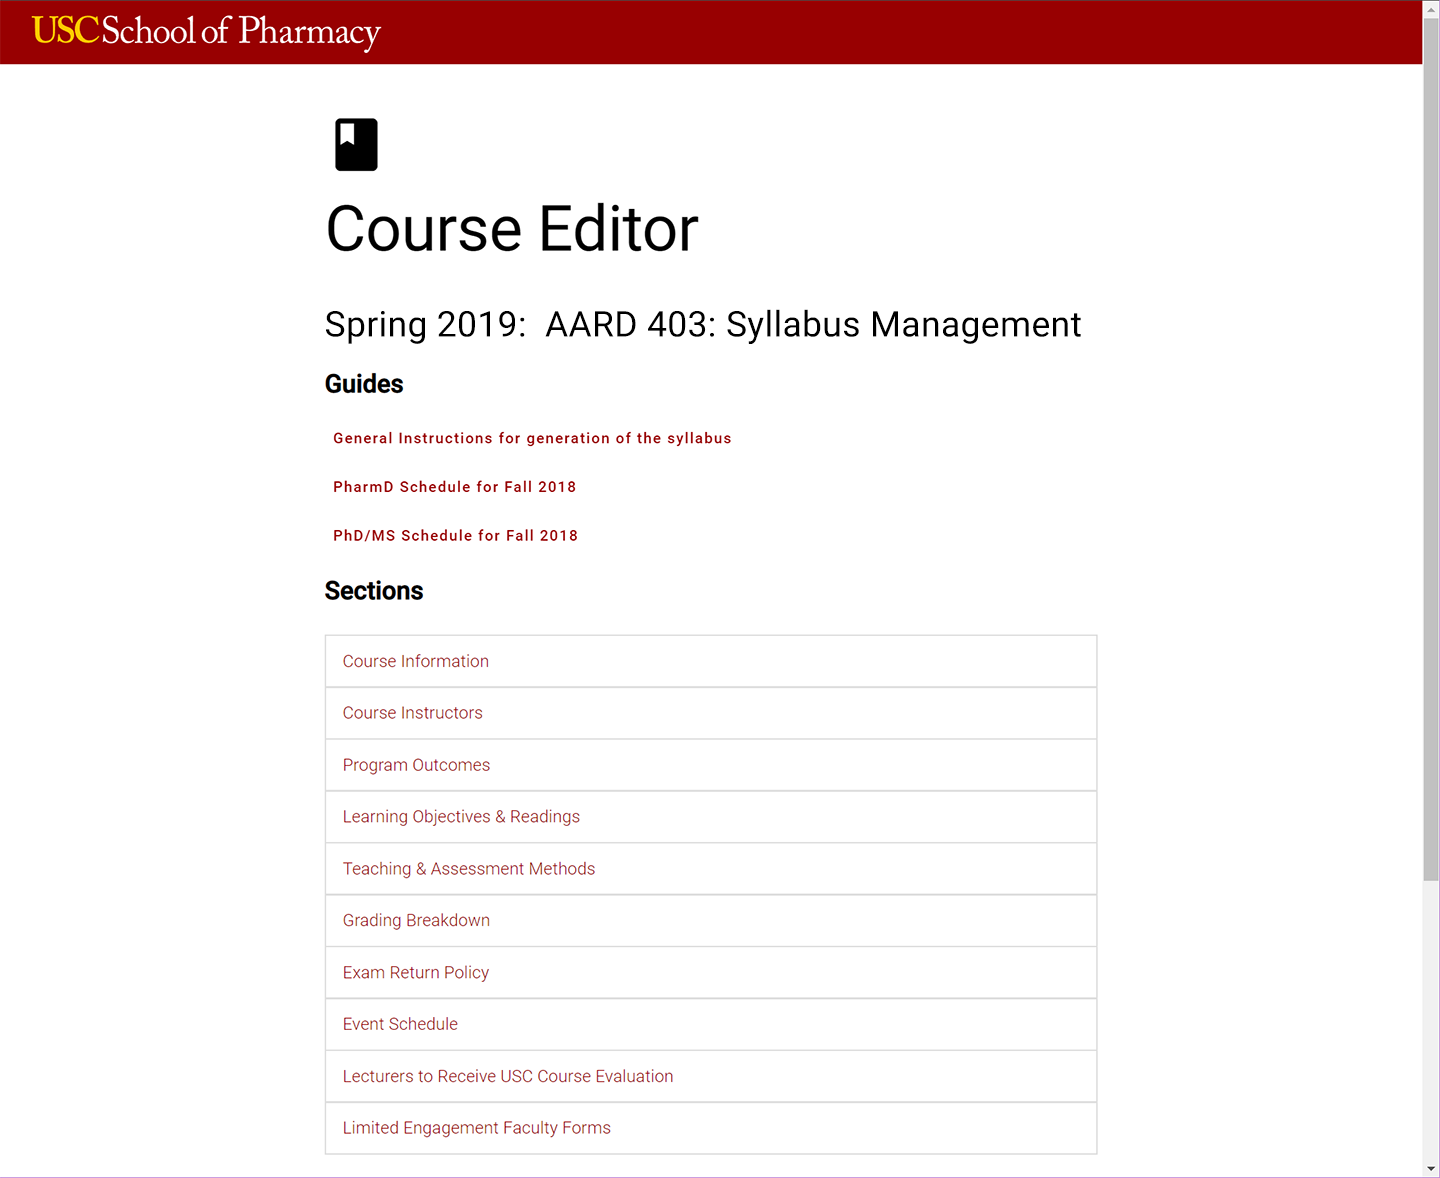 USC School of Pharmacy
Course Editor
Spring 2019: AARD 403: Syllabus Management
Guides
General Instructions for generation of the syllabus
PharmD Schedule for Fall 2018
PhD/MS Schedule for Fall 2018
Sections
Course Information
Course Instructors
Program Outcomes
Learning Objectives & Readings
Teaching & Assessment Methods
Grading Breakdown
Exam Return Policy
Event Schedule
Lecturers to Receive USC Course Evaluation
Limited Engagement Faculty Forms